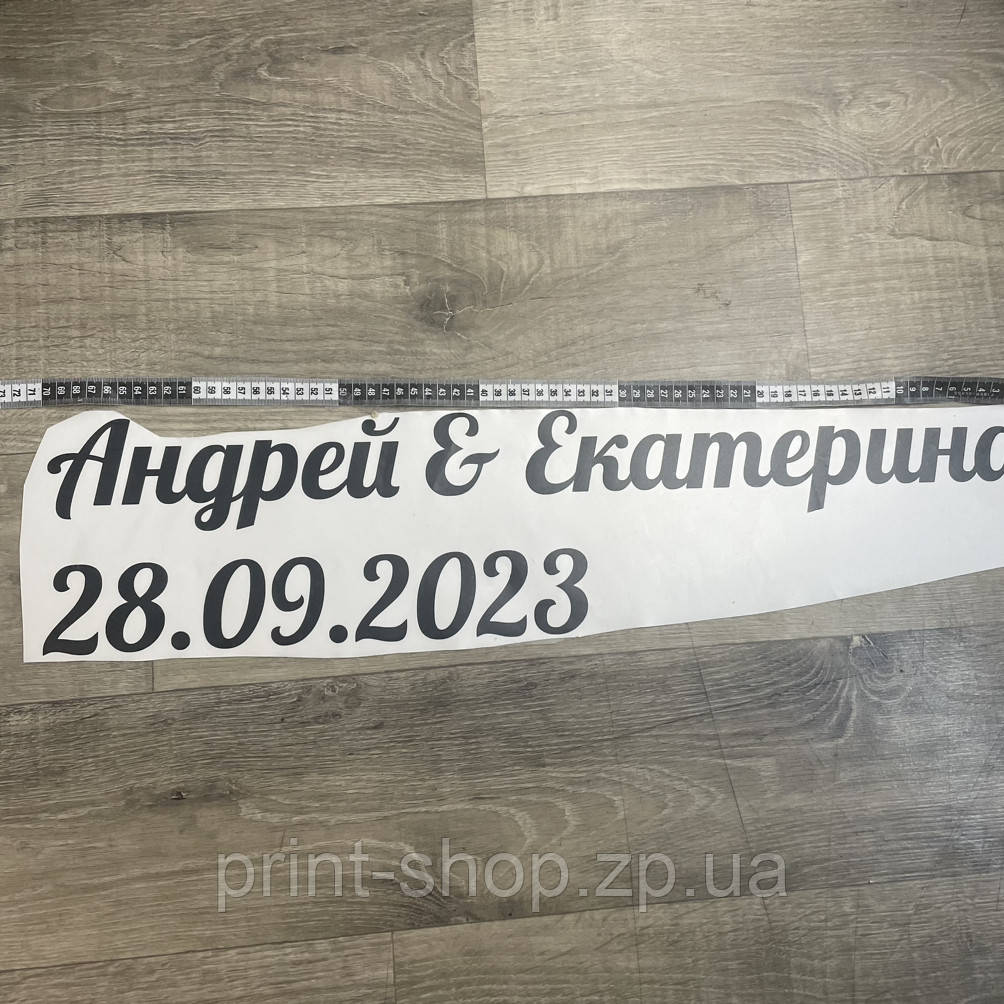 Андрей & Екатерина
28.09.2023
print-shop.zp.ua